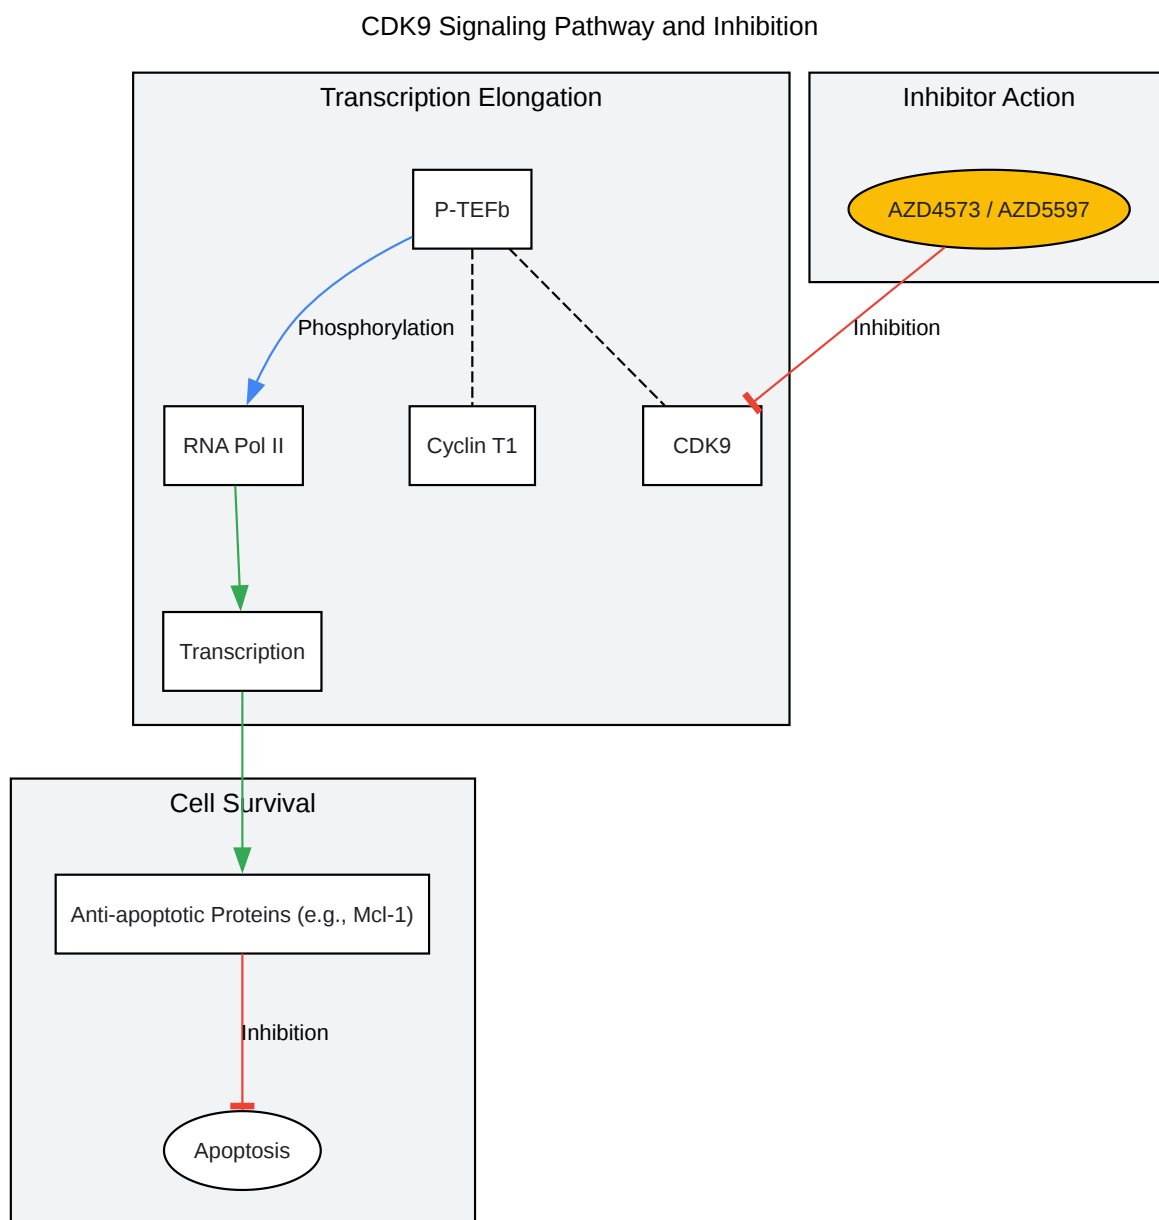 CDK9 Signaling Pathway and Inhibition
Transcription Elongation
Inhibitor Action
P-TEFb
AZD4573 / AZD5597
Phosphorylation
Inhibition
RNA Pol II
Cyclin T1
CDK9
Transcription
Cell Survival
Anti-apoptotic Proteins (e.g., Mcl-1)
Inhibition
Apoptosis